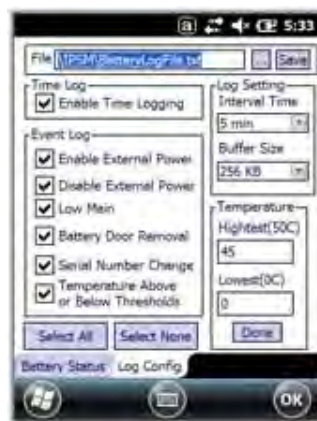 5:33
File \IPSM\BatteryLogFile.txt ... Save
Time Log
Enable Time Logging
Event Log
Enable External Power
Disable External Power
Low Main
Battery Door Removal
Serial Number Change
Temperature Above
or Below Thresholds
Select All Select None
Log Setting
Interval Time
5 min
Buffer Size
256 KB
Temperature
Hightest(50C)
45
Lowest(0C)
0
Done
Battery Status Log Config
OK